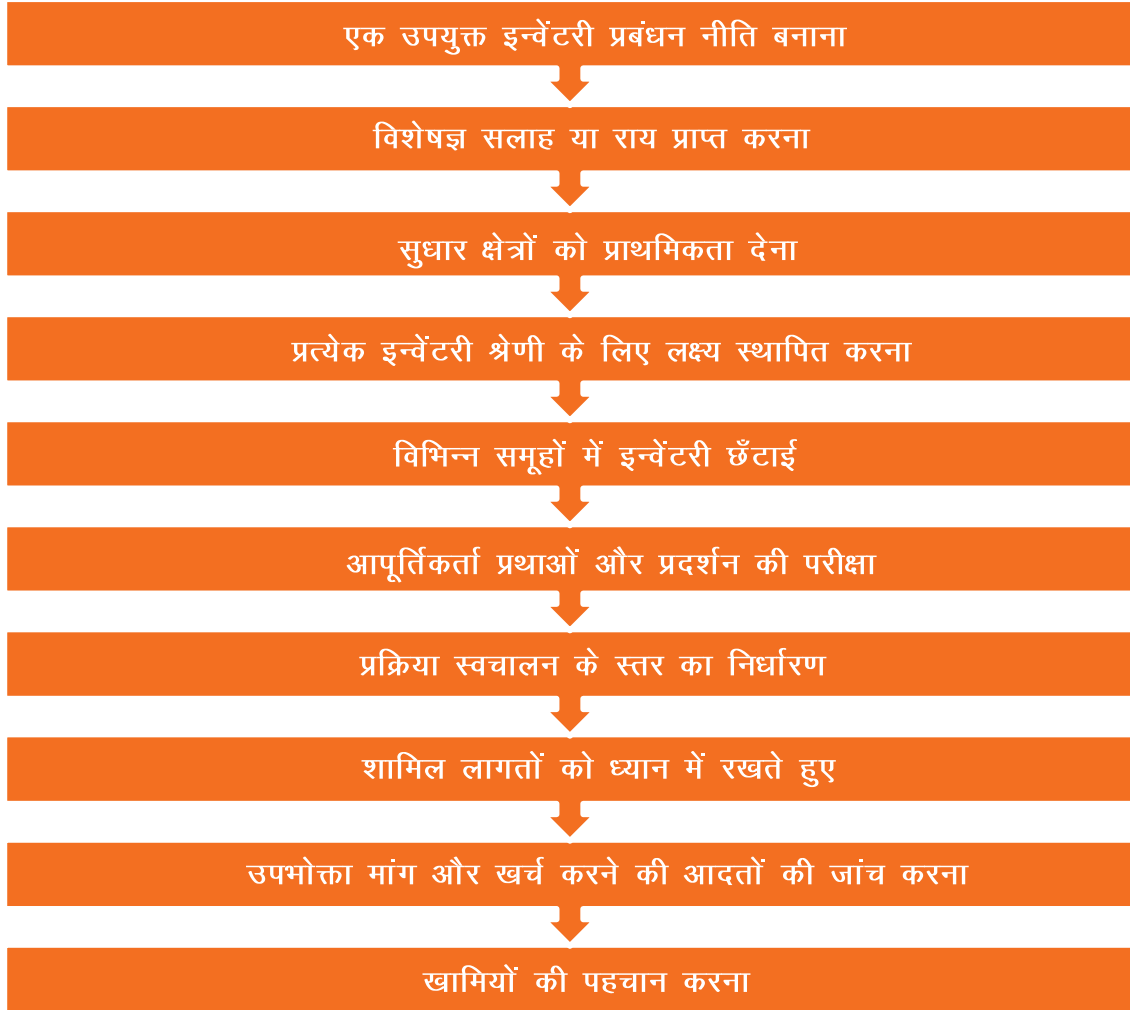 एक उपयुक्त इन्वेंटरी प्रबंधन नीति बनाना
विशेषज्ञ सलाह या राय प्राप्त करना
सुधार क्षेत्रों को प्राथमिकता देना
प्रत्येक इन्वेंटरी श्रेणी के लिए लक्ष्य स्थापित करना
विभिन्न समूहों में इन्वेंटरी छँटाई
आपूर्तिकर्ता प्रथाओं और प्रदर्शन की परीक्षा
प्रक्रिया स्वचालन के स्तर का निर्धारण
शामिल लागतों को ध्यान में रखते हुए
उपभोक्ता मांग और खर्च करने की आदतों की जांच करना
खामियों की पहचान करना